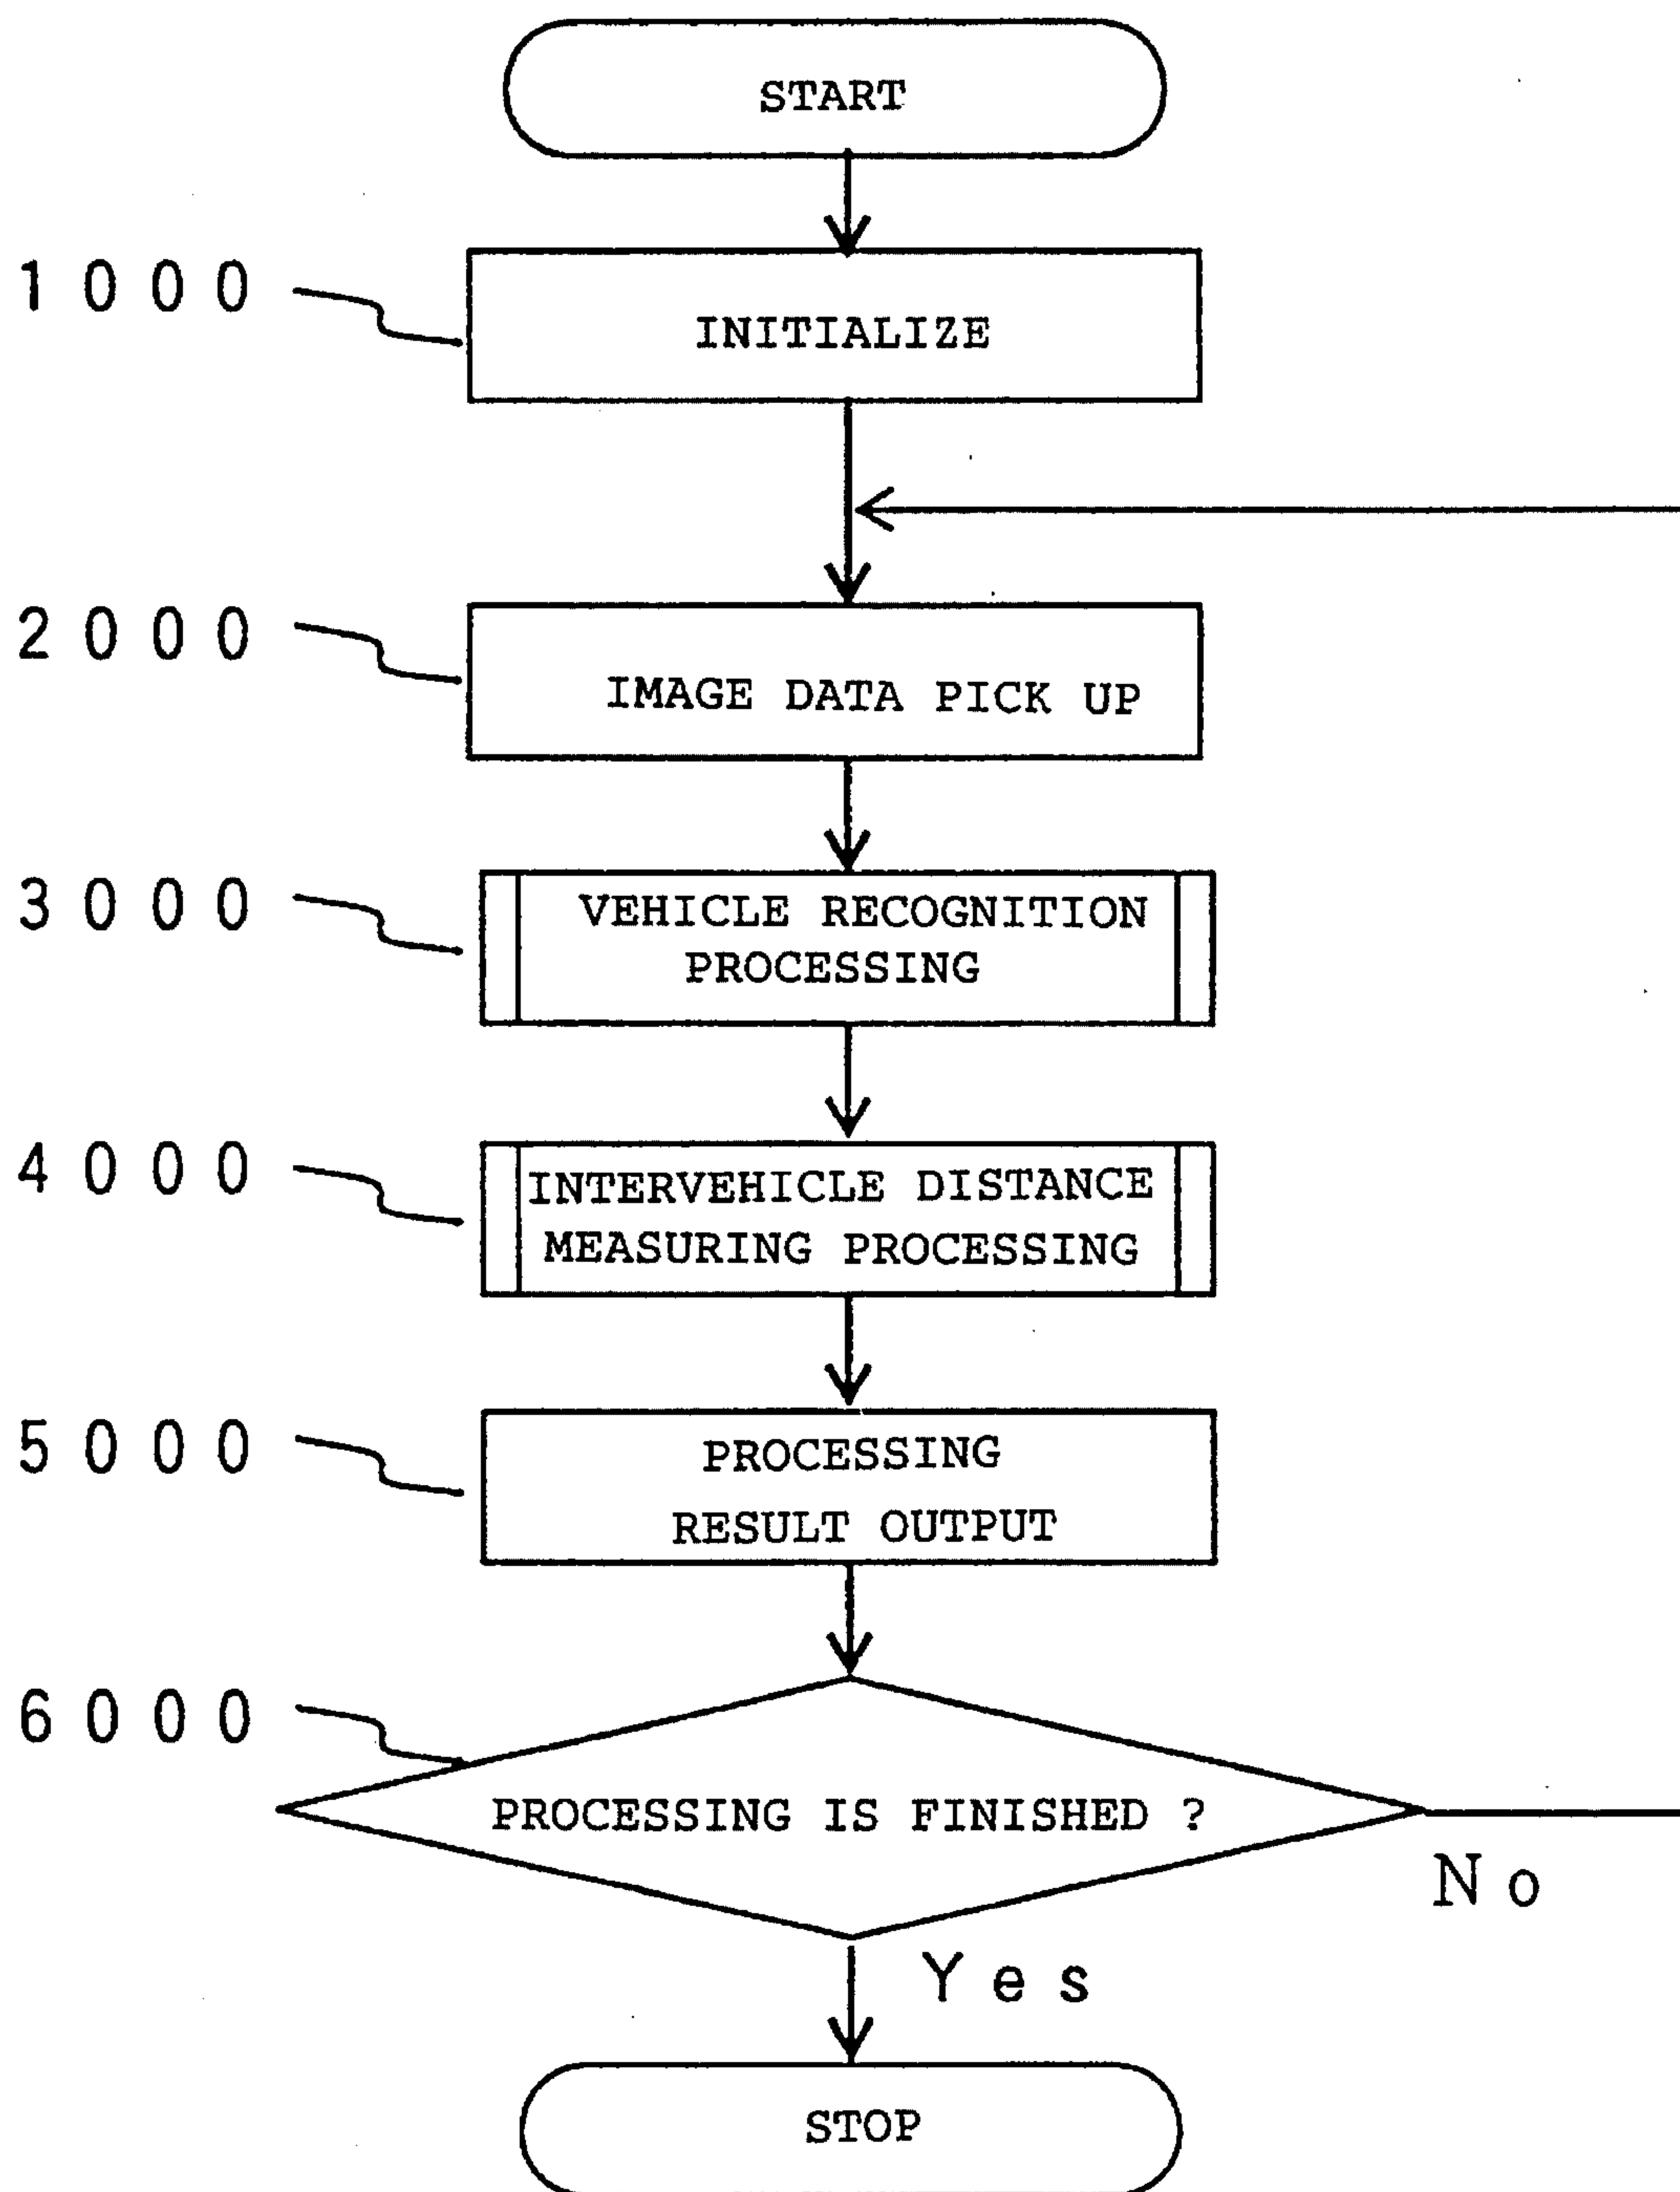 START
1000
INITIALIZE
2000
IMAGE DATA PICK UP
3000
VEHICLE RECOGNITION
PROCESSING
4000
INTERVEHICLE DISTANCE
MEASURING PROCESSING
5000
PROCESSING
RESULT OUTPUT
6000
PROCESSING IS FINISHED ?
No
Yes
STOP